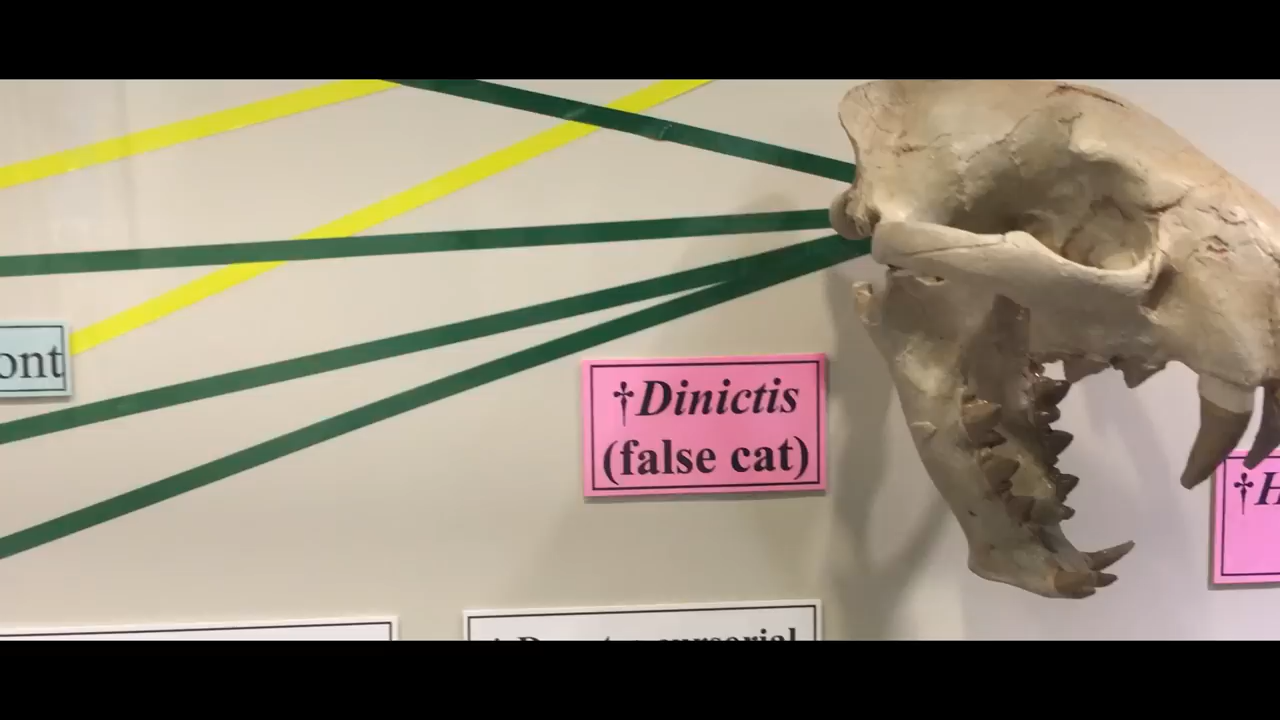 ont
†Dinictis
(false cat)
†H